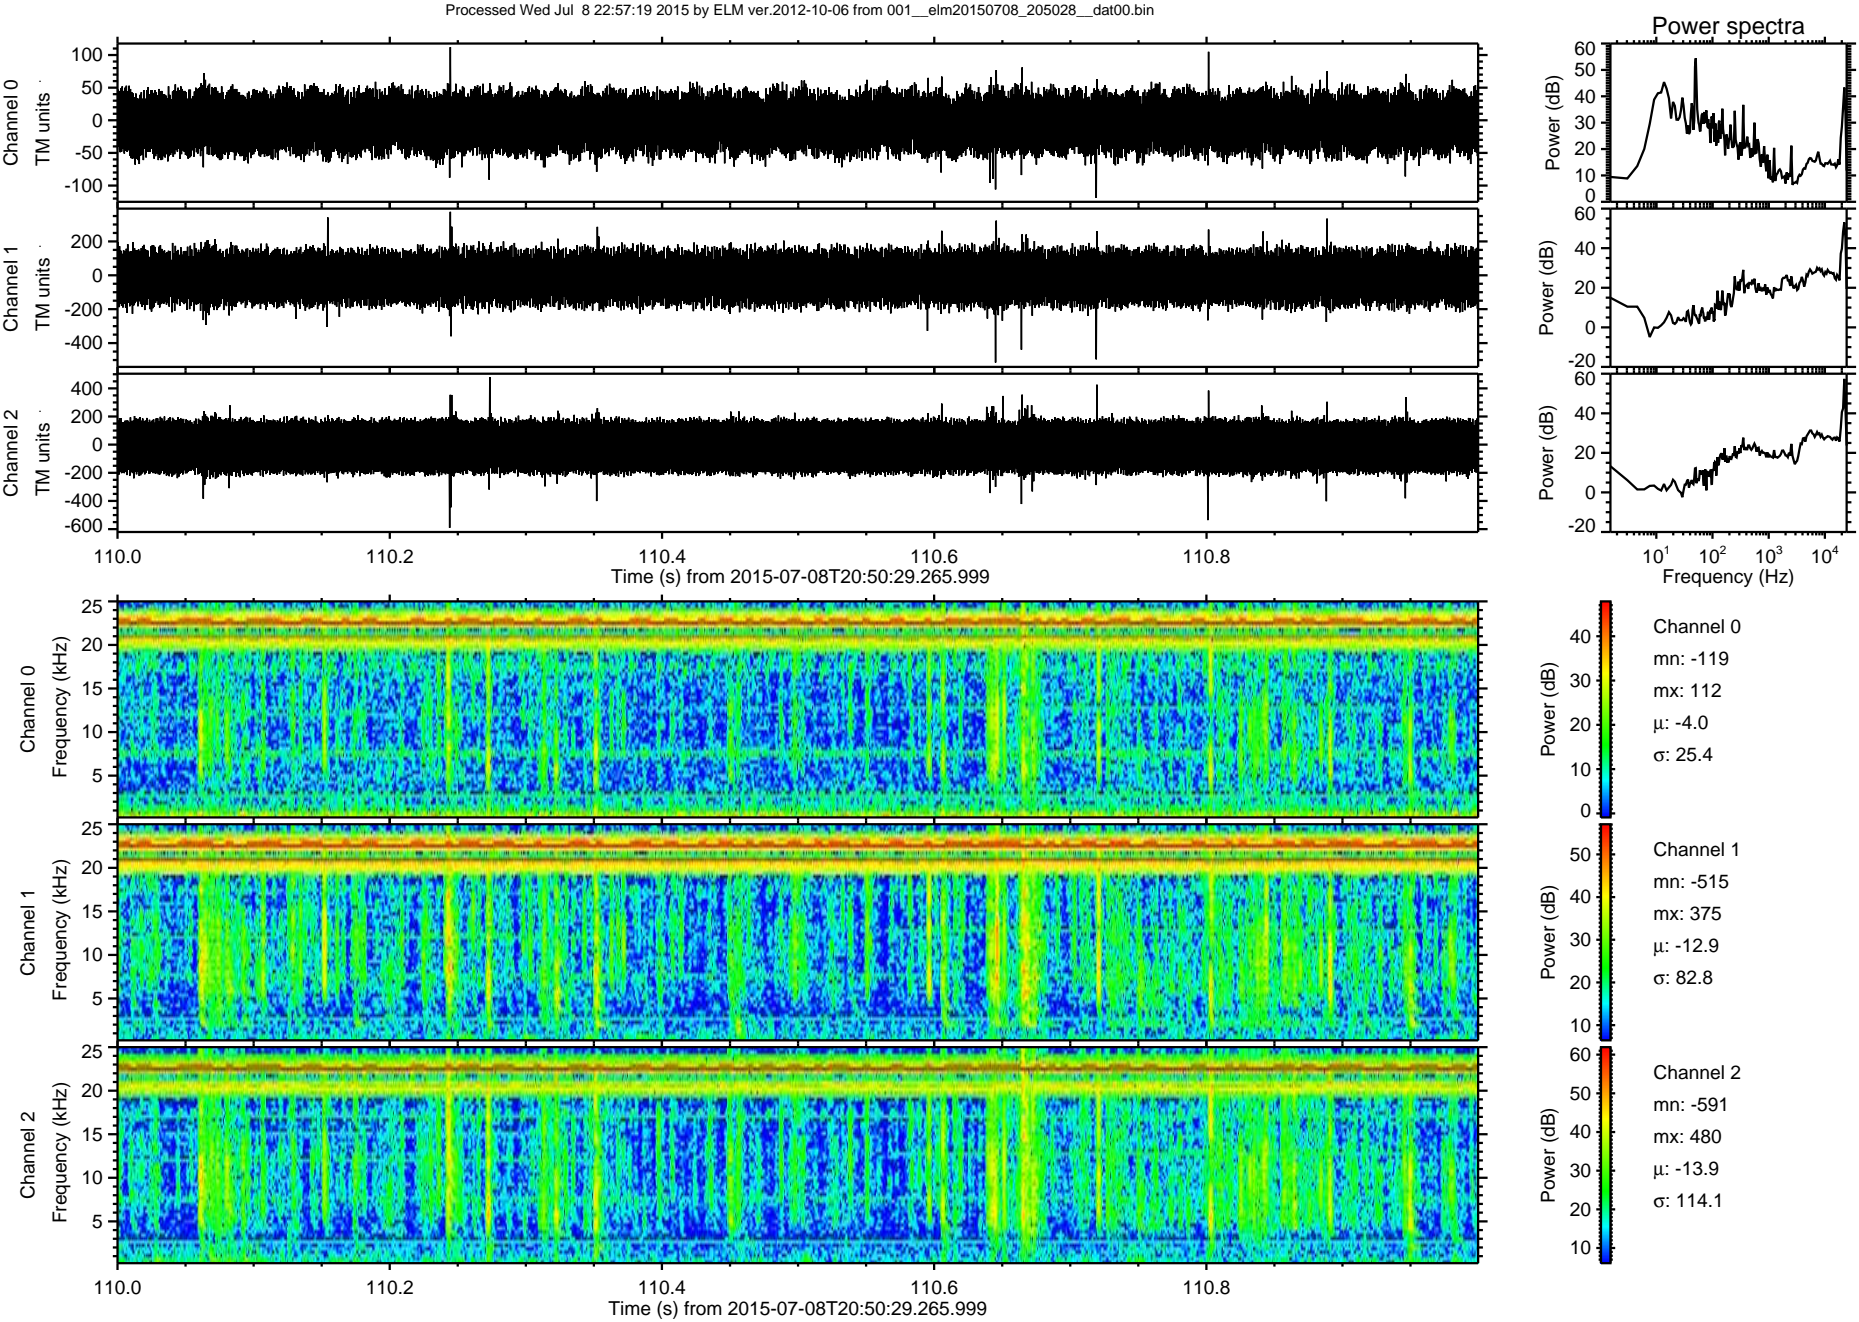 Processed Wed Jul  8 22:57:19 2015 by ELM ver.2012-10-06 from 001__elm20150708_205028__dat00.bin
Power spectra
Channel 0
TM units
100
50
0
-50
-100
Power (dB)
60
50
40
30
20
10
0
Channel 1
TM units
200
0
-200
-400
Power (dB)
60
40
20
0
-20
Channel 2
TM units
400
200
0
-200
-400
-600
Power (dB)
60
40
20
0
-20
110.0 110.2 110.4 110.6 110.8
Time (s) from 2015-07-08T20:50:29.265.999
10¹ 10² 10³ 10⁴
Frequency (Hz)
Channel 0
Frequency (kHz)
25
20
15
10
5
Power (dB)
40
30
20
10
0
Channel 0
mn: -119
mx: 112
μ: -4.0
σ: 25.4
Channel 1
Frequency (kHz)
25
20
15
10
5
Power (dB)
50
40
30
20
10
Channel 1
mn: -515
mx: 375
μ: -12.9
σ: 82.8
Channel 2
Frequency (kHz)
25
20
15
10
5
Power (dB)
60
50
40
30
20
10
Channel 2
mn: -591
mx: 480
μ: -13.9
σ: 114.1
110.0 110.2 110.4 110.6 110.8
Time (s) from 2015-07-08T20:50:29.265.999